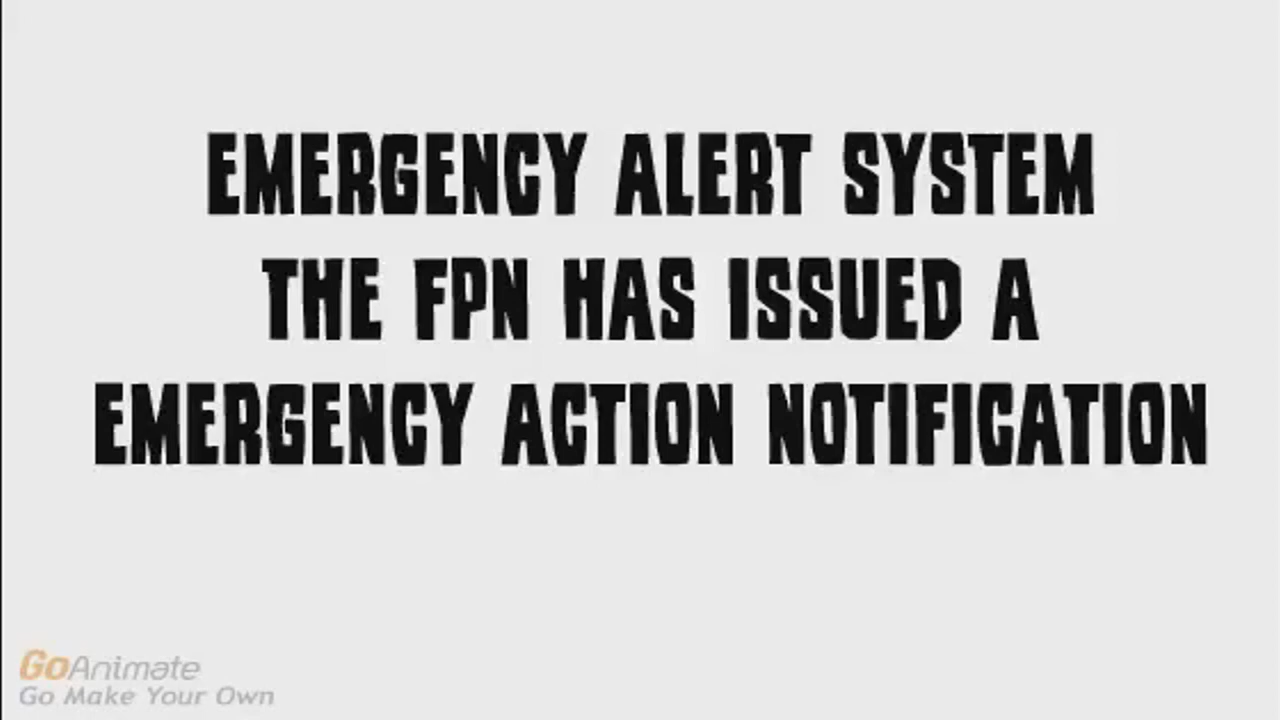 EMERGENCY ALERT SYSTEM
THE FPN HAS ISSUED A
EMERGENCY ACTION NOTIFICATION
GoAnimate
Go Make Your Own